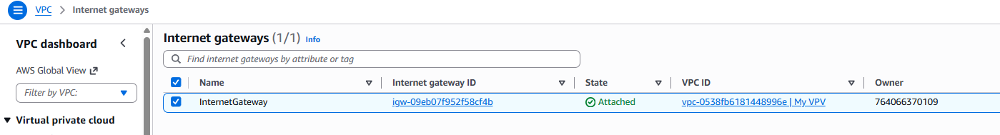 VPC > Internet gateways
VPC dashboard
AWS Global View
Filter by VPC:
Virtual private cloud
Internet gateways (1/1) Info
Find internet gateways by attribute or tag
Name Internet gateway ID State VPC ID Owner
InternetGateway igw-09eb07f952f58cf4b Attached vpc-0538fb6181448996e | My VPV 764066370109